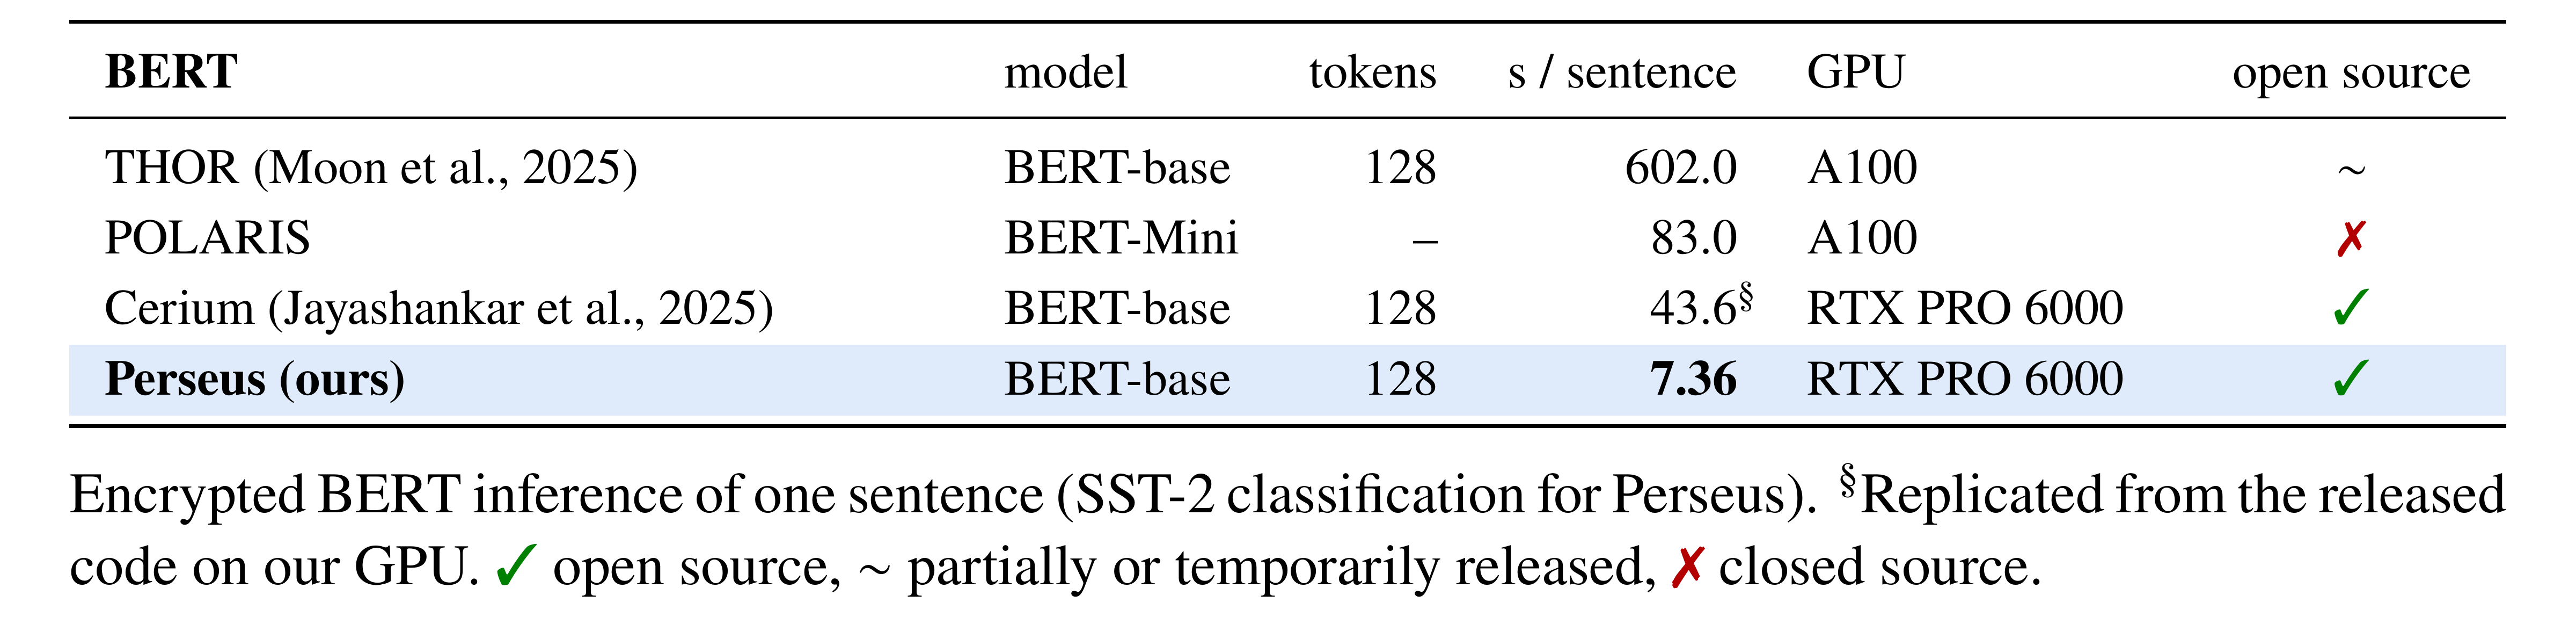 BERT model tokens s / sentence GPU open source
THOR (Moon et al., 2025) BERT-base 128 602.0 A100 ~
POLARIS BERT-Mini – 83.0 A100 ✗
Cerium (Jayashankar et al., 2025) BERT-base 128 43.6§ RTX PRO 6000 ✓
Perseus (ours) BERT-base 128 7.36 RTX PRO 6000 ✓
Encrypted BERT inference of one sentence (SST-2 classification for Perseus). §Replicated from the released
code on our GPU. ✓ open source, ~ partially or temporarily released, ✗ closed source.